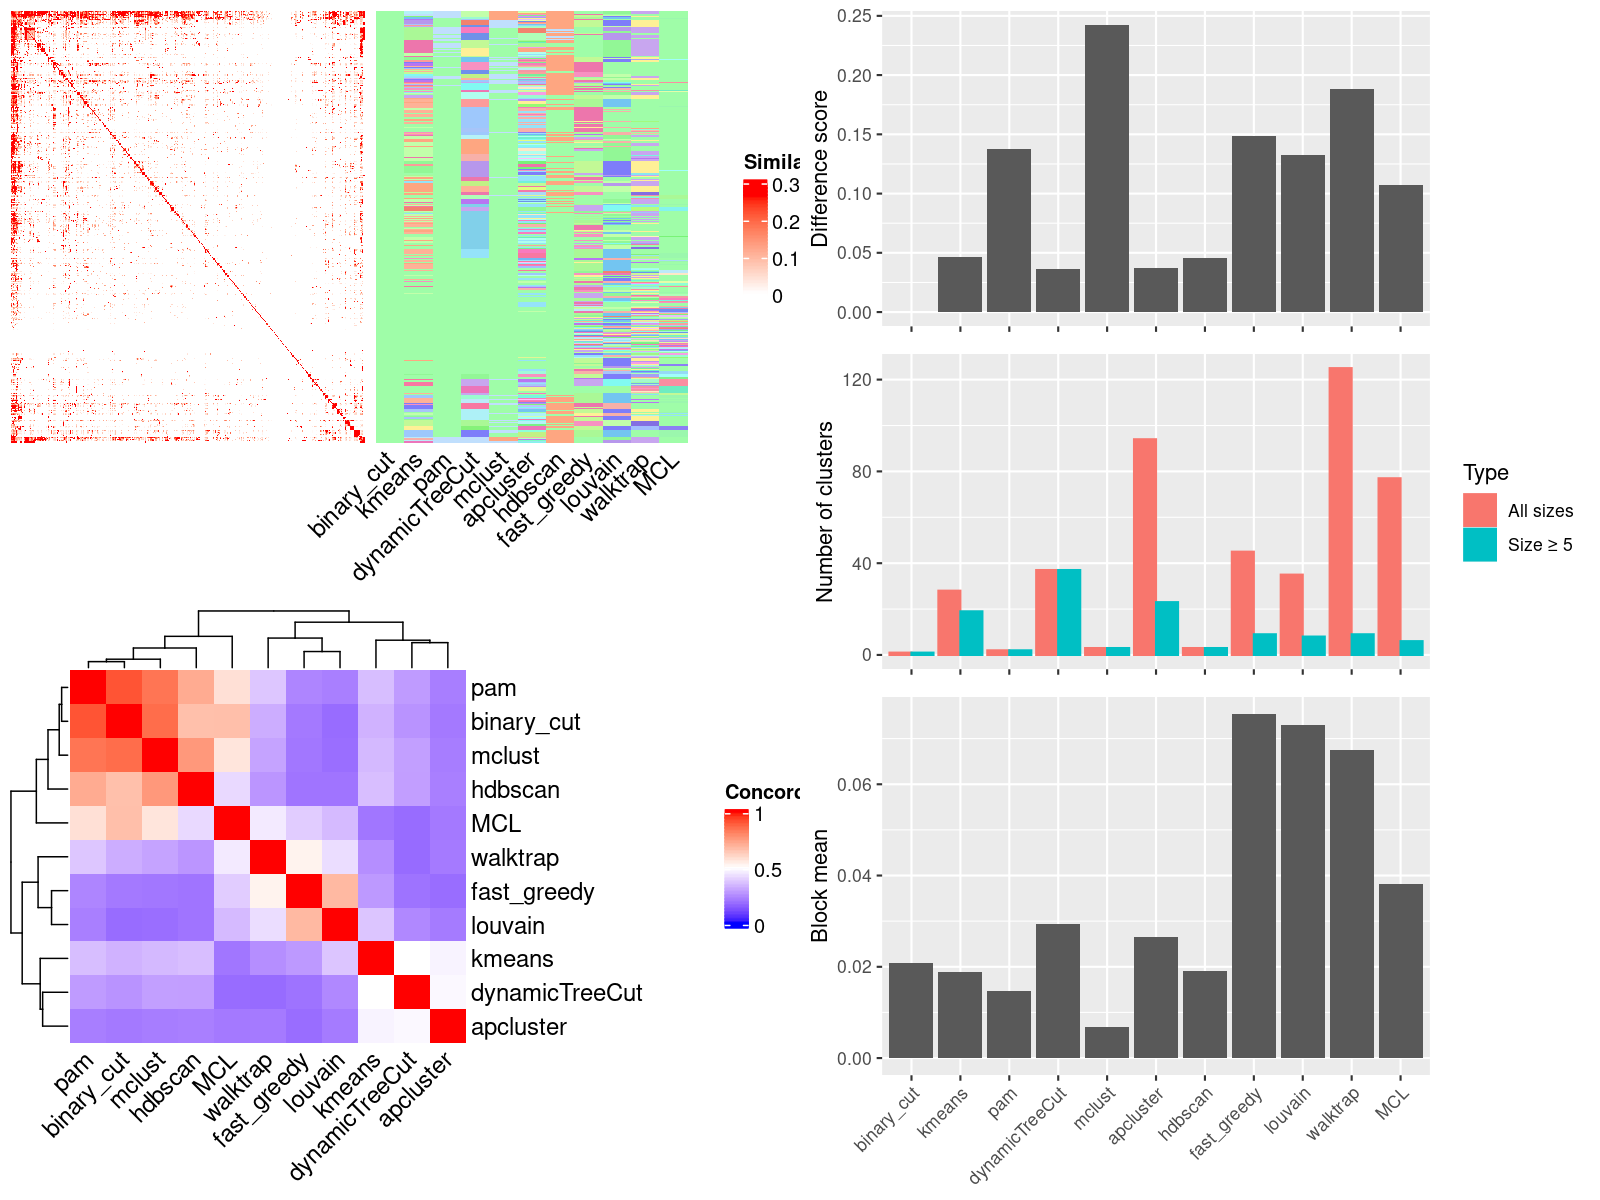 Simila
0.3
0.2
0.1
0
binary_cut
kmeans
pam
dynamicTreeCut
mclust
apcluster
hdbscan
fast_greedy
louvain
walktrap
MCL
pam
binary_cut
mclust
hdbscan
MCL
walktrap
fast_greedy
louvain
kmeans
dynamicTreeCut
apcluster
Concord
1
0.5
0
pam
binary_cut
mclust
hdbscan
MCL
walktrap
fast_greedy
louvain
kmeans
dynamicTreeCut
apcluster
Difference score
0.25
0.20
0.15
0.10
0.05
0.00
Number of clusters
120
80
40
0
Type
All sizes
Size ≥ 5
Block mean
0.06
0.04
0.02
0.00
binary_cut
kmeans
pam
dynamicTreeCut
mclust
apcluster
hdbscan
fast_greedy
louvain
walktrap
MCL